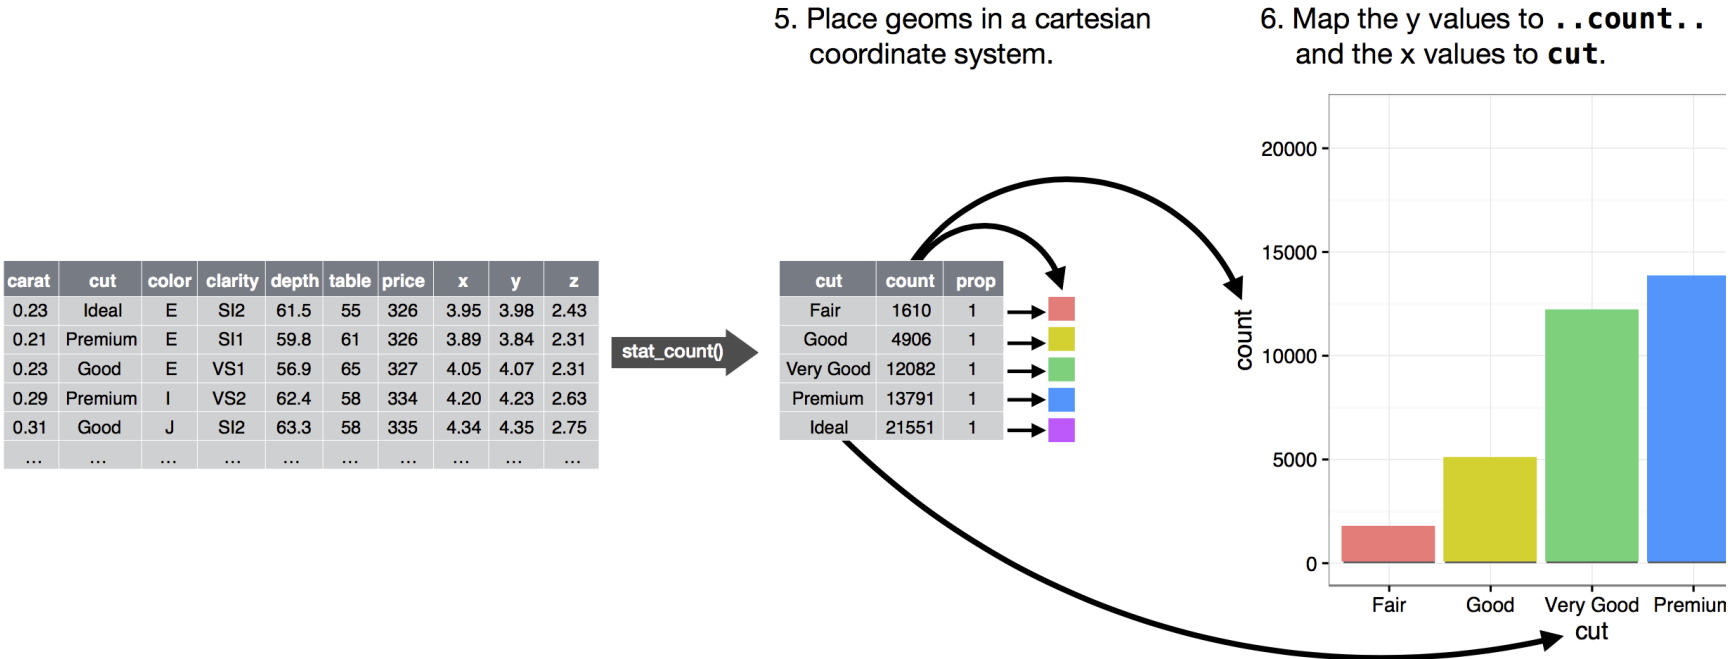 5. Place geoms in a cartesian
coordinate system.
6. Map the y values to ..count..
and the x values to cut.
carat cut color clarity depth table price x y z
0.23 Ideal E SI2 61.5 55 326 3.95 3.98 2.43
0.21 Premium E SI1 59.8 61 326 3.89 3.84 2.31
0.23 Good E VS1 56.9 65 327 4.05 4.07 2.31
0.29 Premium I VS2 62.4 58 334 4.20 4.23 2.63
0.31 Good J SI2 63.3 58 335 4.34 4.35 2.75
... ... ... ... ... ... ... ... ... ...
stat_count()
cut count prop
Fair 1610 1
Good 4906 1
Very Good 12082 1
Premium 13791 1
Ideal 21551 1
count
20000
15000
10000
5000
0
Fair Good Very Good Premium
cut